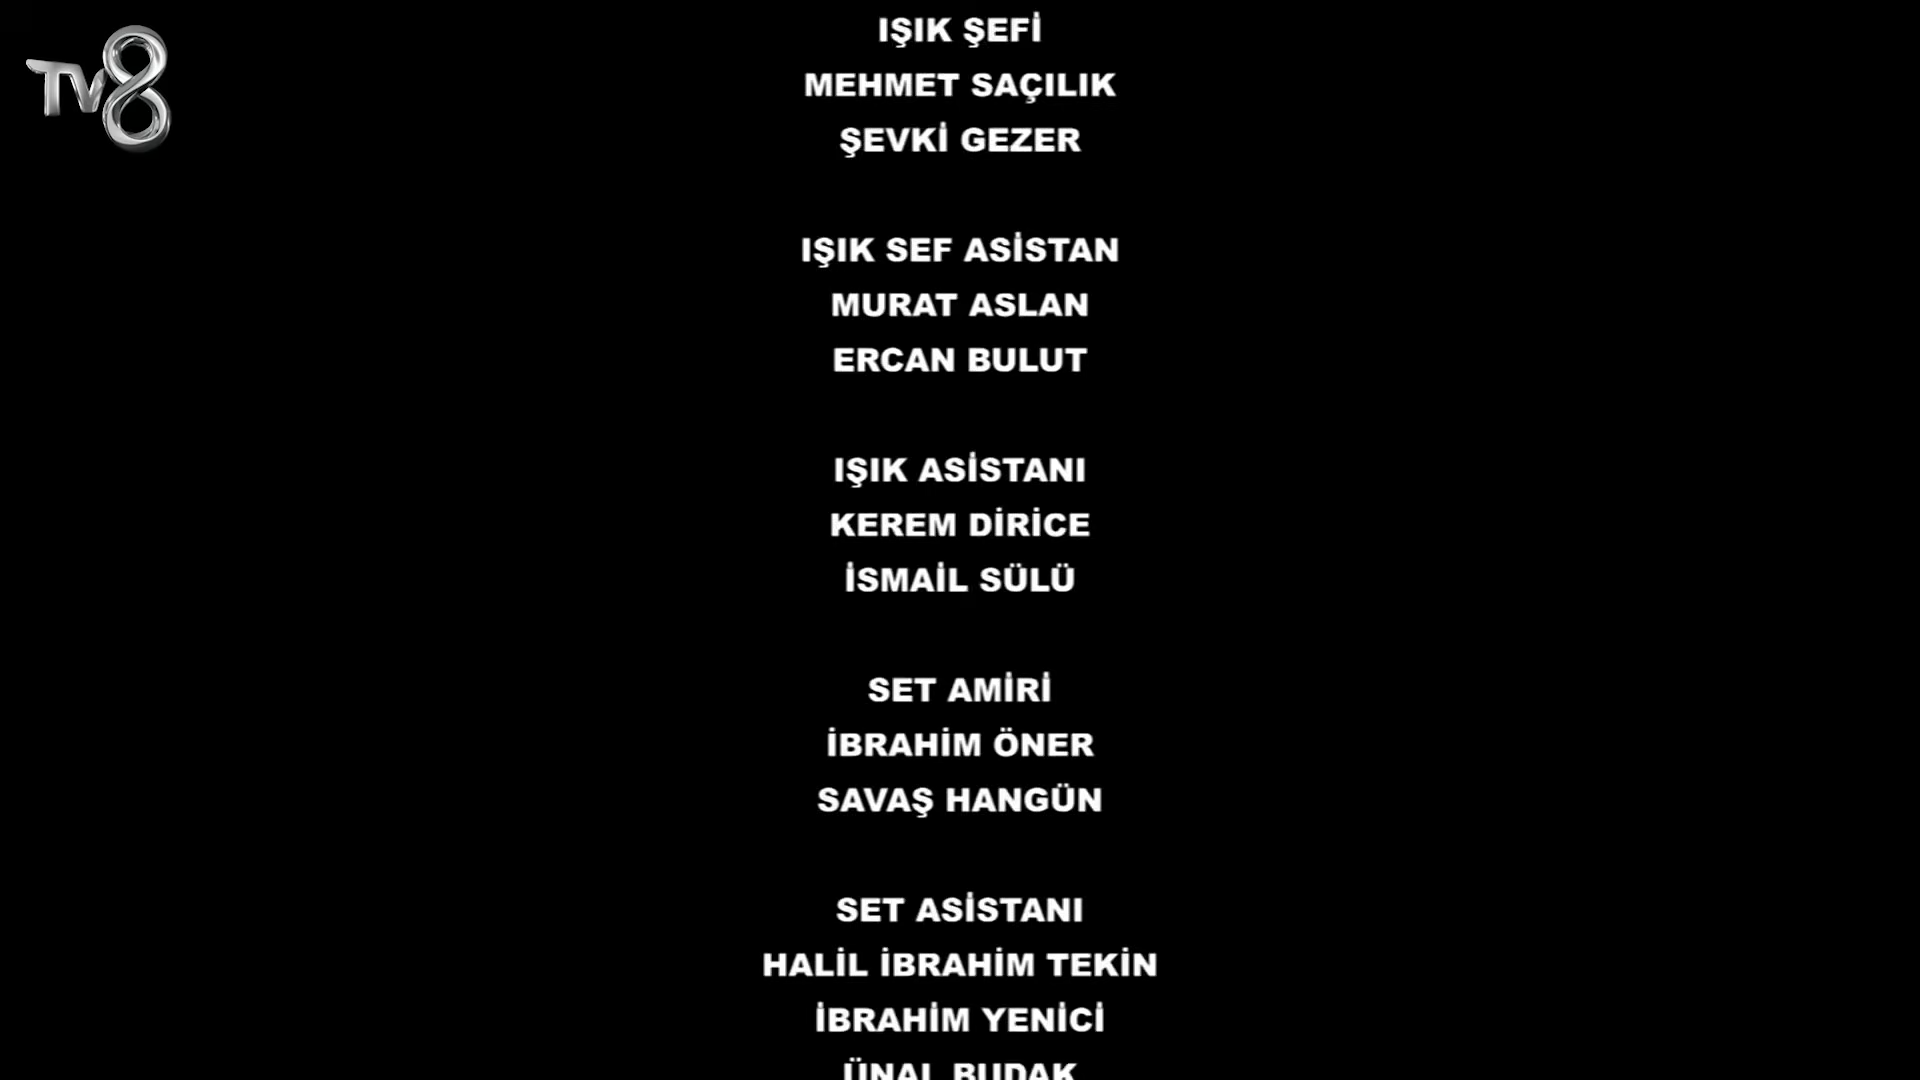 TV8
IŞIK ŞEFİ
MEHMET SAÇILIK
ŞEVKİ GEZER
IŞIK SEF ASİSTAN
MURAT ASLAN
ERCAN BULUT
IŞIK ASİSTANI
KEREM DİRİCE
İSMAİL SÜLÜ
SET AMİRİ
İBRAHİM ÖNER
SAVAŞ HANGÜN
SET ASİSTANI
HALİL İBRAHİM TEKİN
İBRAHİM YENİCİ
ÜNAL BUDAK